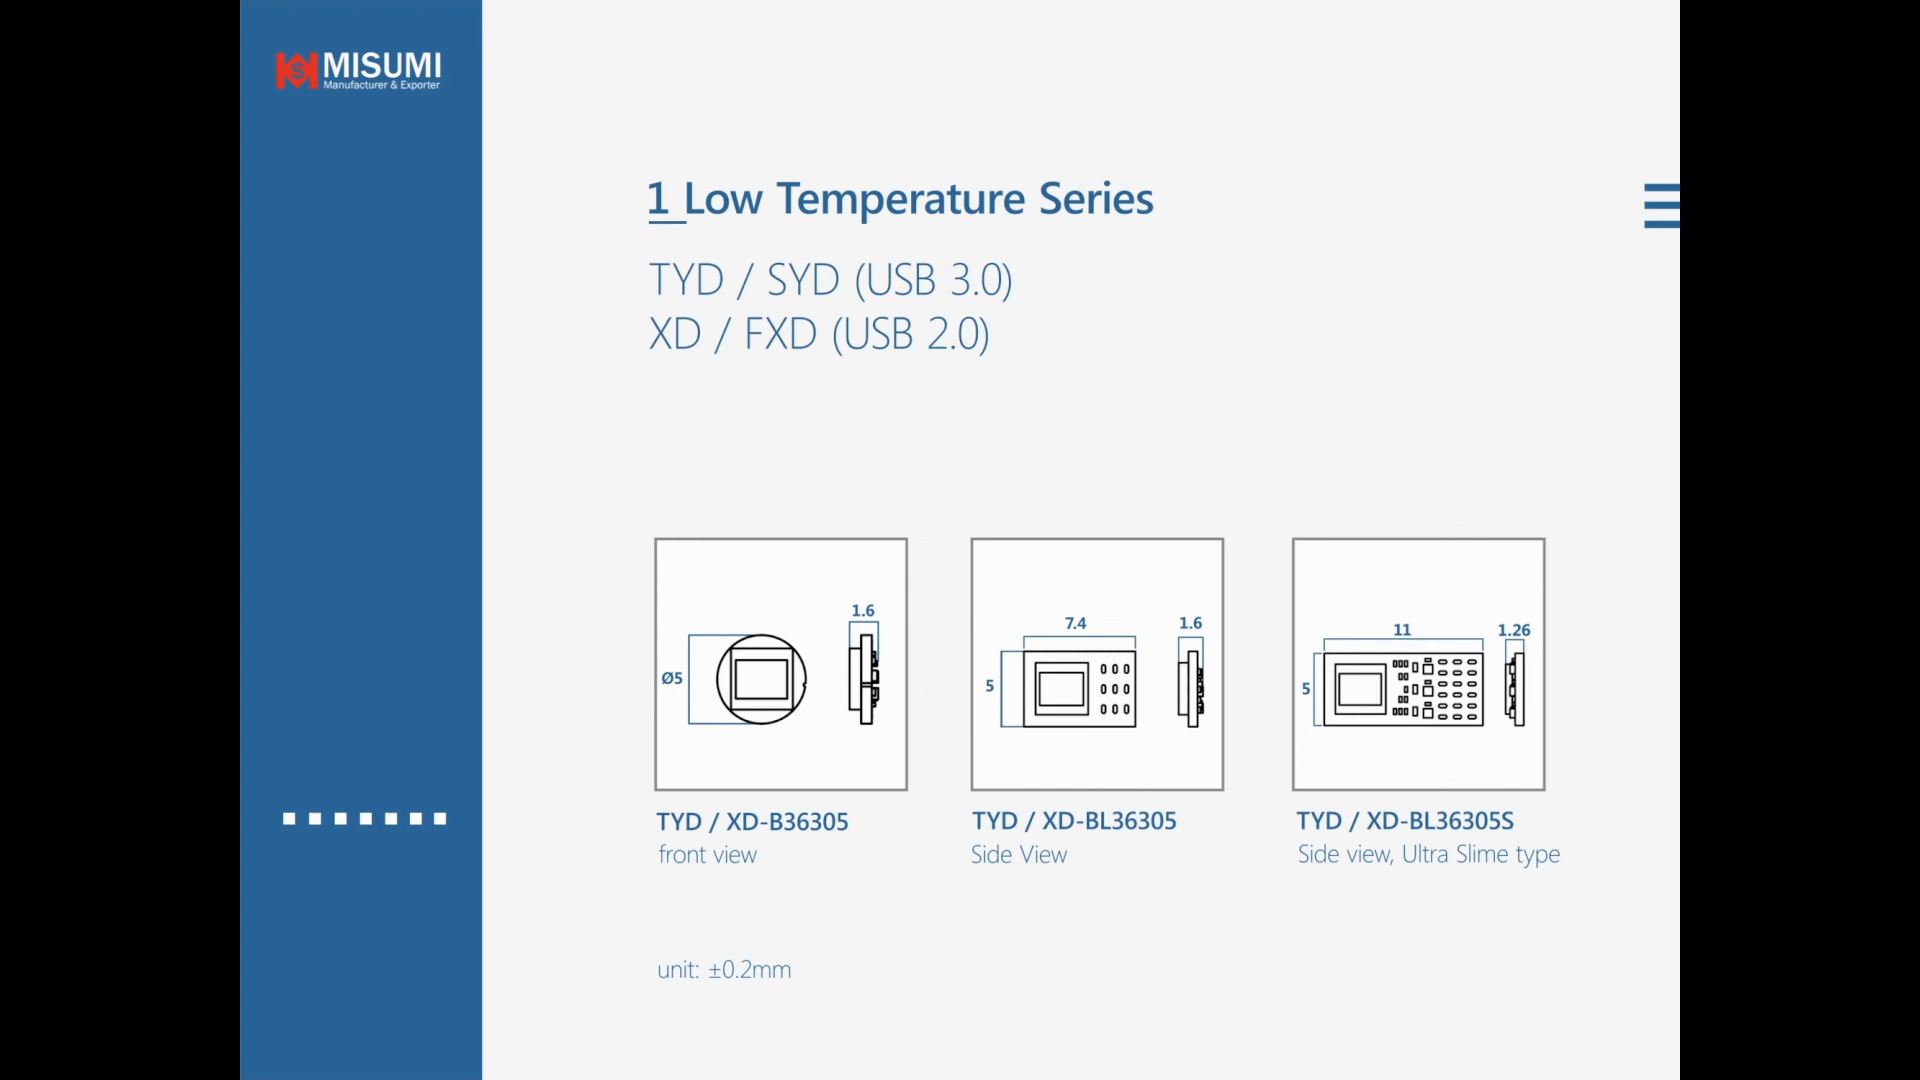 MISUMI
Manufacturer & Exporter
1 Low Temperature Series
TYD / SYD (USB 3.0)
XD / FXD (USB 2.0)
1.6
Ø5
7.4
1.6
5
11
1.26
5
TYD / XD-B36305
front view
TYD / XD-BL36305
Side View
TYD / XD-BL36305S
Side view, Ultra Slime type
unit: ±0.2mm